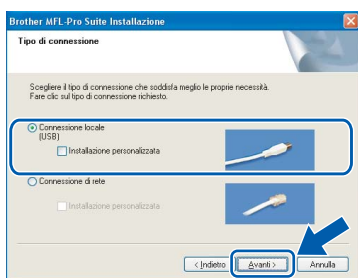 Brother MFL-Pro Suite Installazione
Tipo di connessione
Scegliere il tipo di connessione che soddisfa meglio le proprie necessità.
Fare clic sul tipo di connessione richiesto.
Connessione locale
(USB)
Installazione personalizzata
Connessione di rete
Installazione personalizzata
< Indietro
Avanti >
Annulla